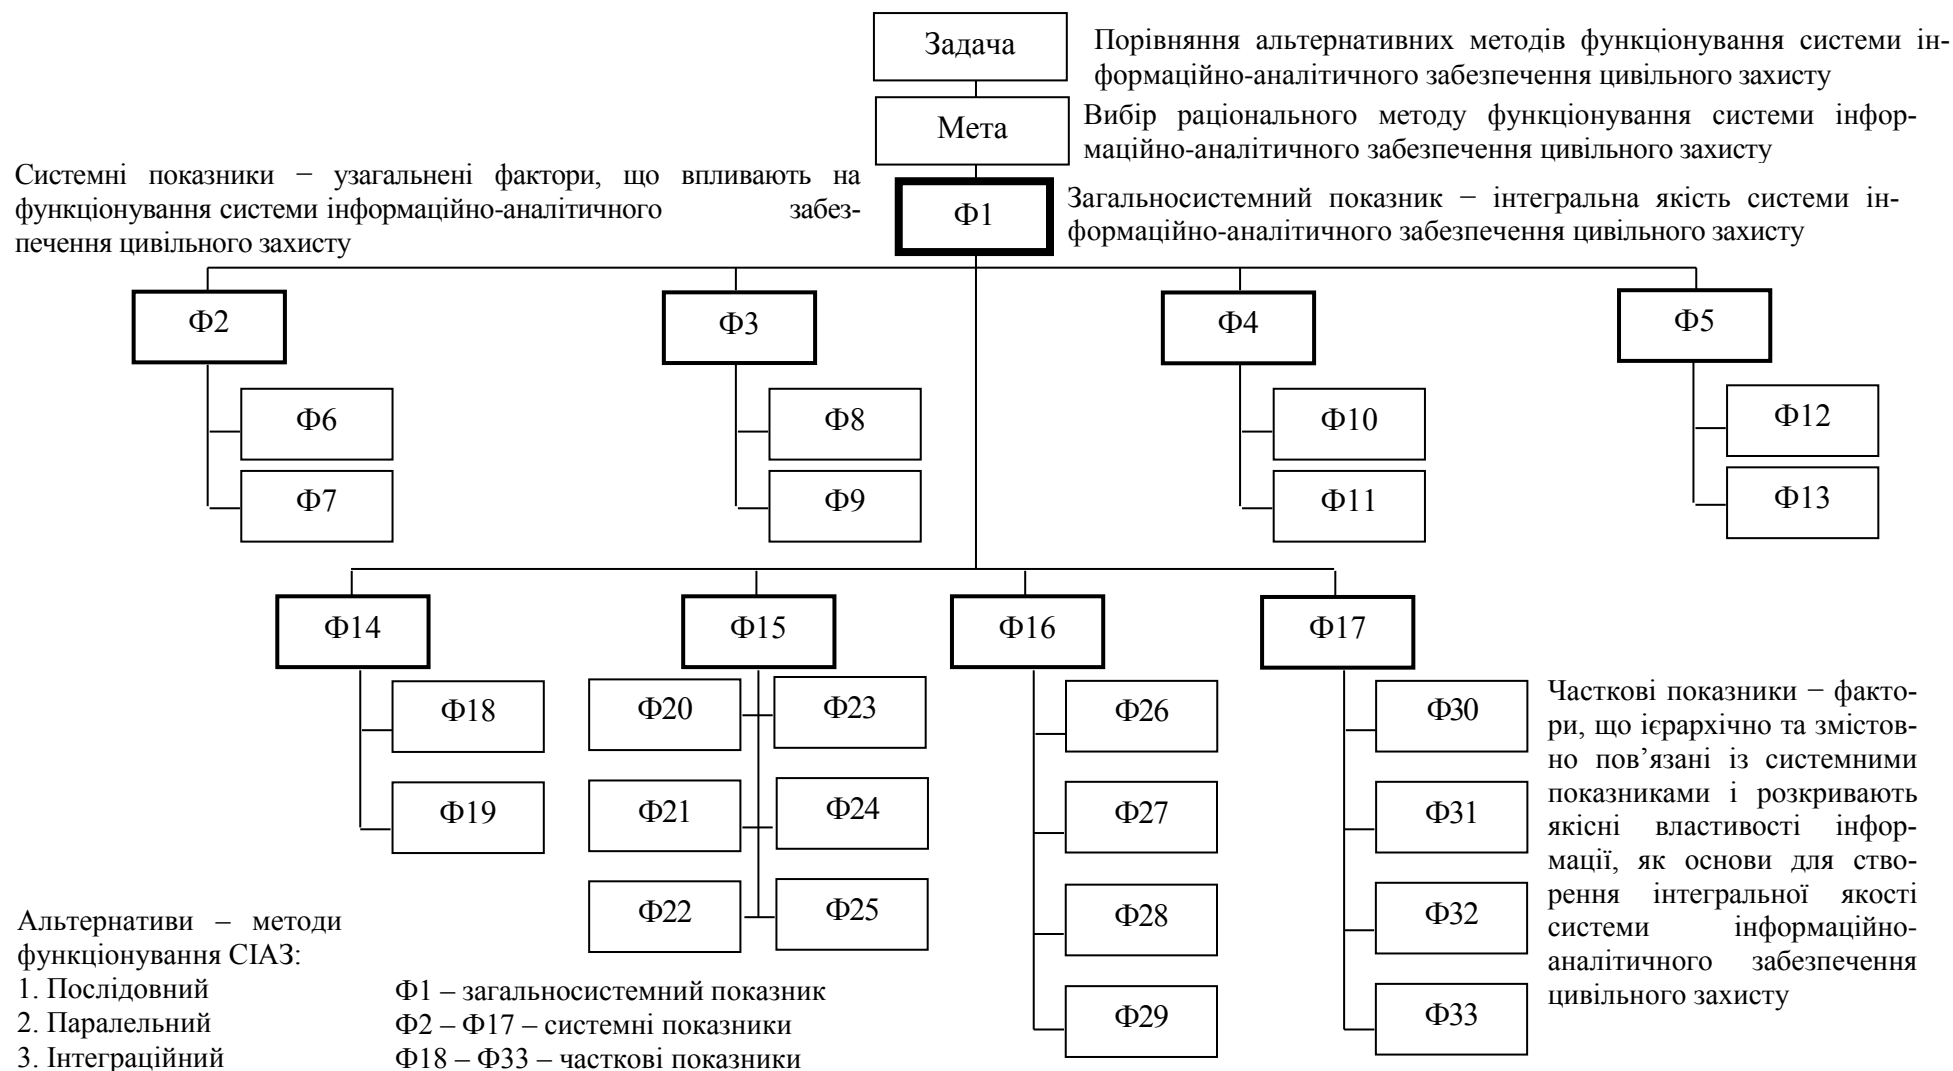 Задача
Порівняння альтернативних методів функціонування системи ін-
формаційно-аналітичного забезпечення цивільного захисту
Мета
Вибір раціонального методу функціонування системи інфор-
маційно-аналітичного забезпечення цивільного захисту
Системні показники − узагальнені фактори, що впливають на
функціонування системи інформаційно-аналітичного забез-
печення цивільного захисту
Ф1
Загальносистемний показник − інтегральна якість системи ін-
формаційно-аналітичного забезпечення цивільного захисту
Ф2
Ф3
Ф4
Ф5
Ф6
Ф8
Ф10
Ф12
Ф7
Ф9
Ф11
Ф13
Ф14
Ф15
Ф16
Ф17
Ф18
Ф20
Ф23
Ф26
Ф30
Ф19
Ф21
Ф24
Ф27
Ф31
Ф22
Ф25
Ф28
Ф32
Ф29
Ф33
Часткові показники − факто-
ри, що ієрархічно та змістов-
но пов’язані із системними
показниками і розкривають
якісні властивості інфор-
мації, як основи для ство-
рення інтегральної якості
системи інформаційно-
аналітичного забезпечення
цивільного захисту
Альтернативи – методи
функціонування СІАЗ:
1. Послідовний
2. Паралельний
3. Інтеграційний
Ф1 – загальносистемний показник
Ф2 – Ф17 – системні показники
Ф18 – Ф33 – часткові показники